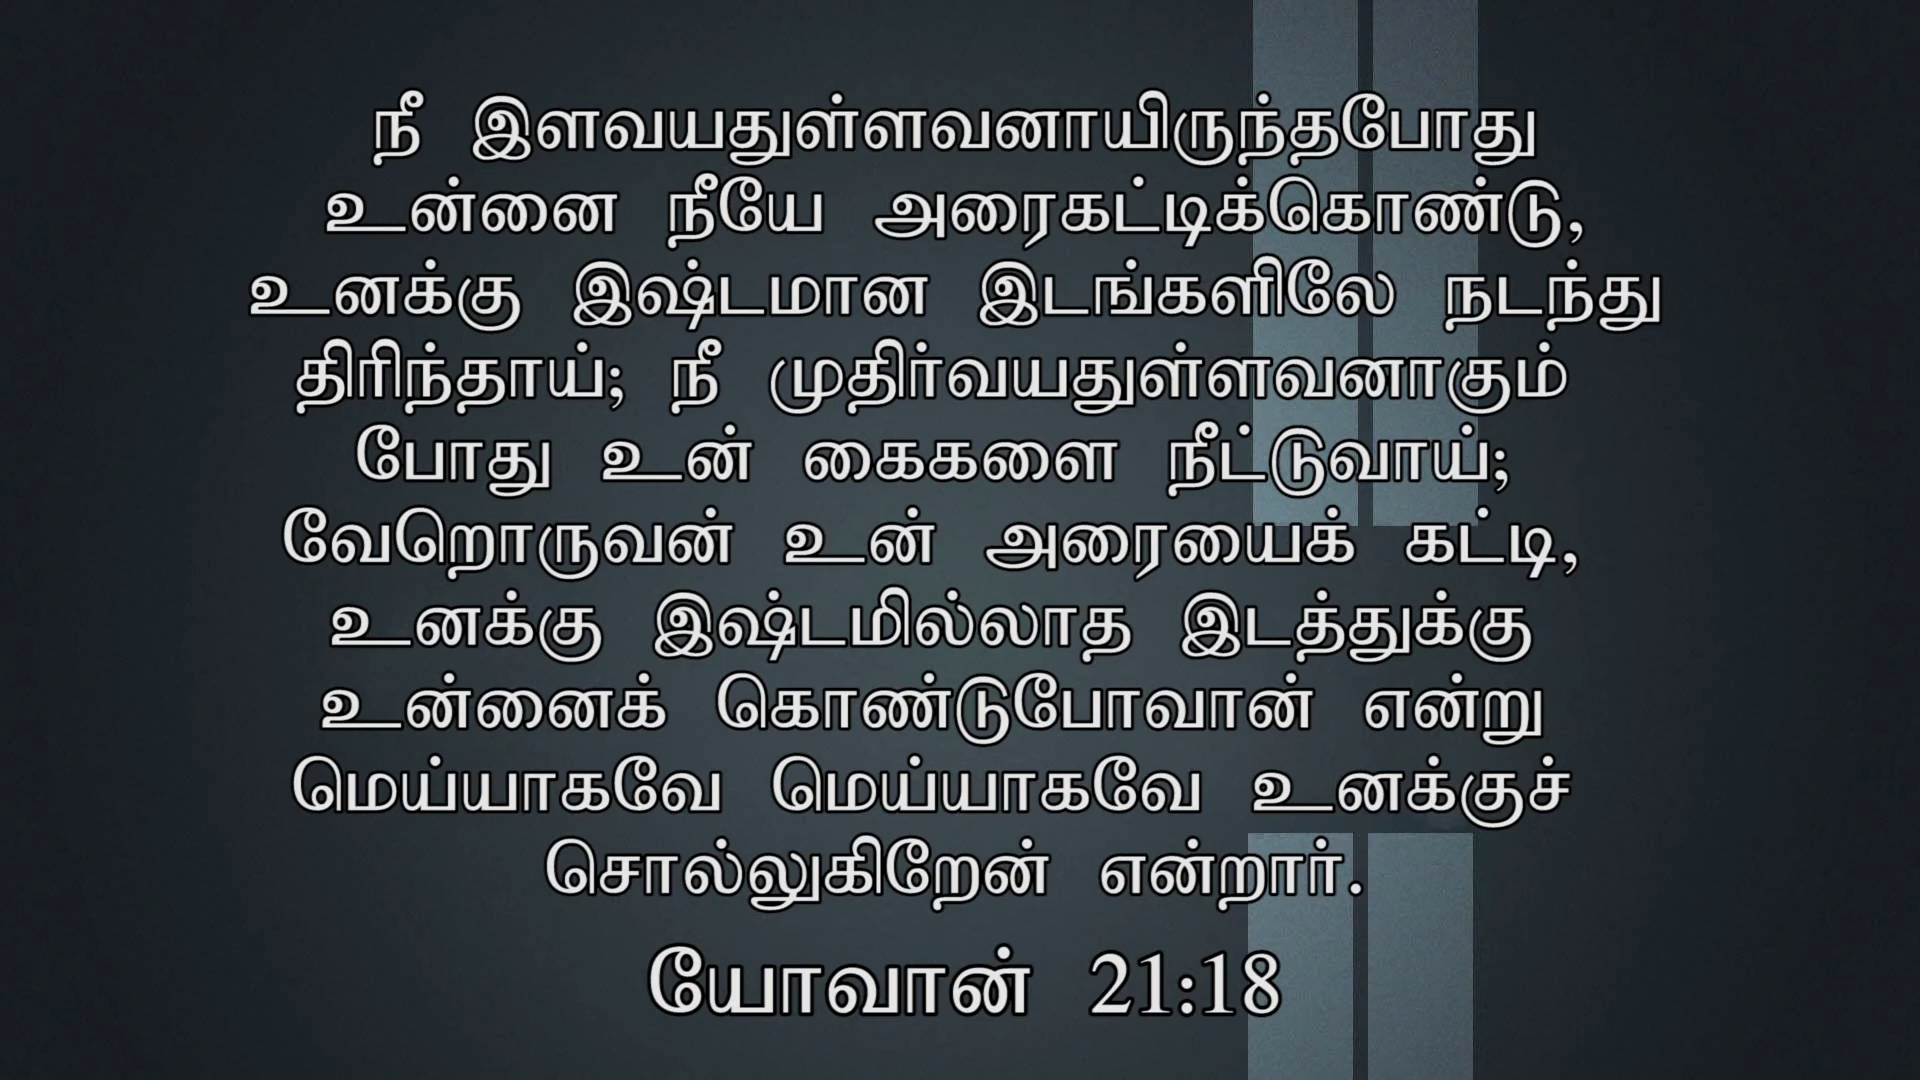 நீ இளவயதுள்ளவனாயிருந்தபோது
உன்னை நீயே அரைகட்டிக்கொண்டு,
உனக்கு இஷ்டமான இடங்களிலே நடந்து
திரிந்தாய்; நீ முதிர்வயதுள்ளவனாகும்
போது உன் கைகளை நீட்டுவாய்;
வேறொருவன் உன் அரையைக் கட்டி,
உனக்கு இஷ்டமில்லாத இடத்துக்கு
உன்னைக் கொண்டுபோவான் என்று
மெய்யாகவே மெய்யாகவே உனக்குச்
சொல்லுகிறேன் என்றார்.
யோவான் 21:18